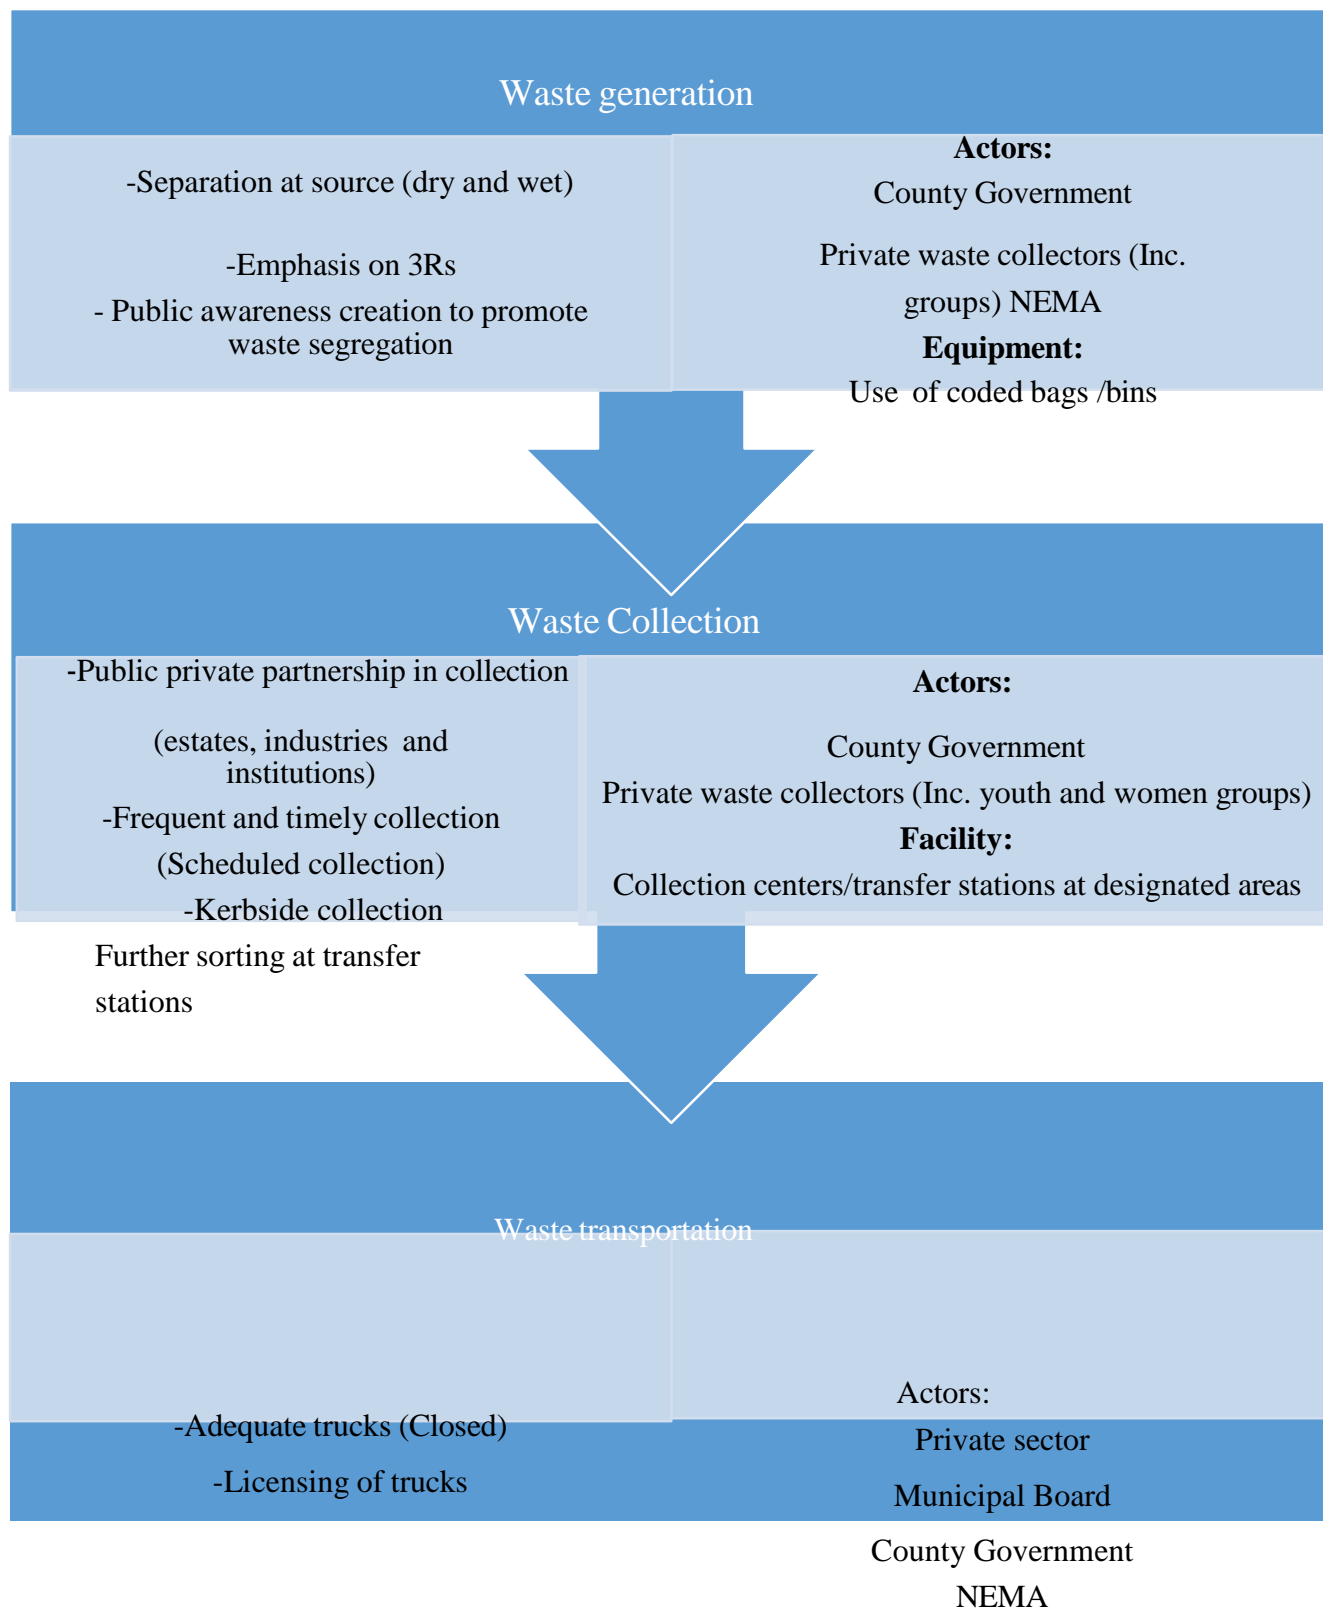 Waste generation
-Separation at source (dry and wet)
-Emphasis on 3Rs
- Public awareness creation to promote
waste segregation
Actors:
County Government
Private waste collectors (Inc.
groups) NEMA
Equipment:
Use of coded bags /bins
Waste Collection
-Public private partnership in collection
(estates, industries and
institutions)
-Frequent and timely collection
(Scheduled collection)
-Kerbside collection
Further sorting at transfer
stations
Actors:
County Government
Private waste collectors (Inc. youth and women groups)
Facility:
Collection centers/transfer stations at designated areas
Waste transportation
-Adequate trucks (Closed)
-Licensing of trucks
Actors:
Private sector
Municipal Board
County Government
NEMA